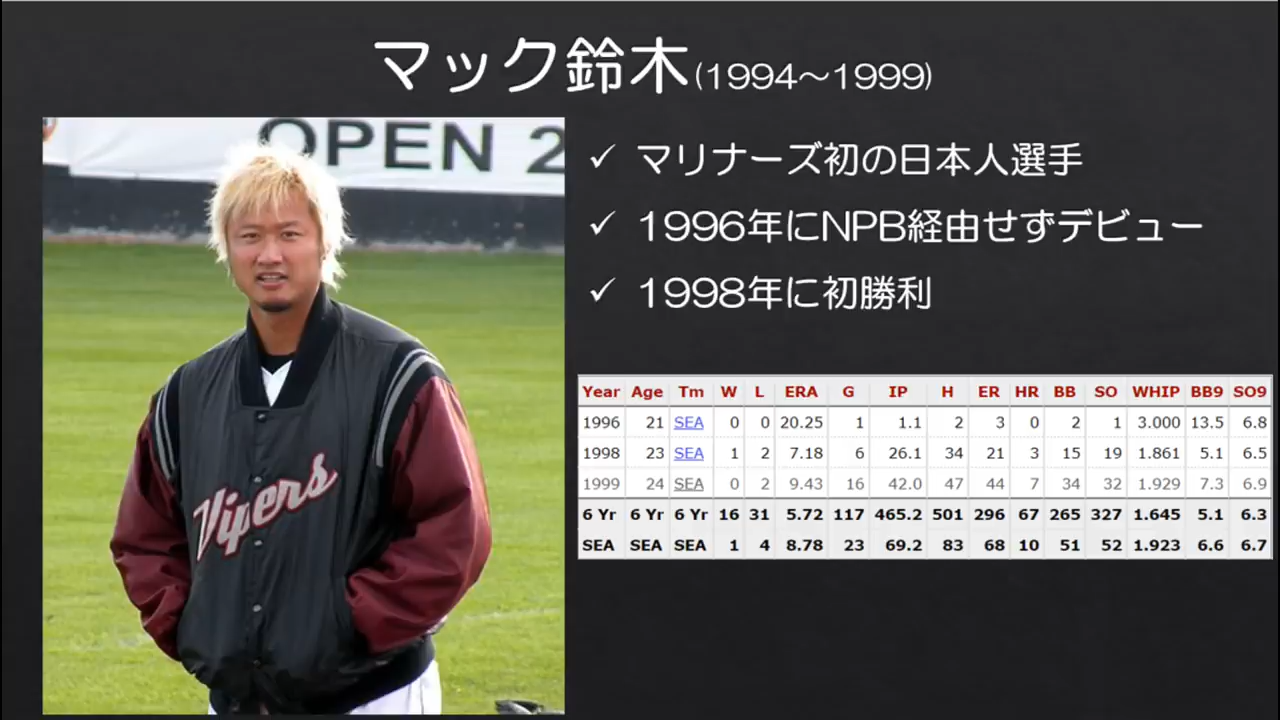 マック鈴木(1994〜1999)
OPEN 2
✓ マリナーズ初の日本人選手
✓ 1996年にNPB経由せずデビュー
✓ 1998年に初勝利
Vipers
Year Age Tm W L ERA G IP H ER HR BB SO WHIP BB9 SO9
1996 21 SEA 0 0 20.25 1 1.1 2 3 0 2 1 3.000 13.5 6.8
1998 23 SEA 1 2 7.18 6 26.1 34 21 3 15 19 1.861 5.1 6.5
1999 24 SEA 0 2 9.43 16 42.0 47 44 7 34 32 1.929 7.3 6.9
6 Yr 6 Yr 6 Yr 16 31 5.72 117 465.2 501 296 67 265 327 1.645 5.1 6.3
SEA SEA SEA 1 4 8.78 23 69.2 83 68 10 51 52 1.923 6.6 6.7